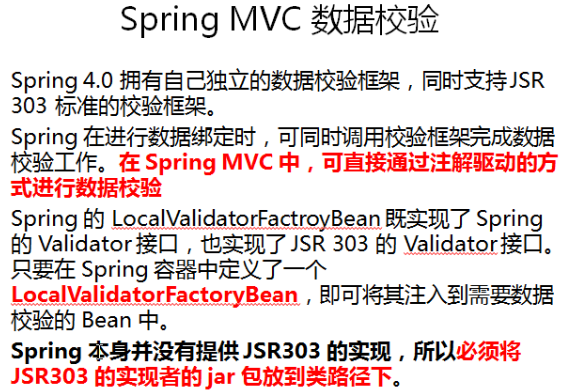 Spring MVC 数据校验
Spring 4.0 拥有自己独立的数据校验框架，同时支持 JSR
303 标准的校验框架。
Spring 在进行数据绑定时，可同时调用校验框架完成数据
校验工作。在 Spring MVC 中，可直接通过注解驱动的方
式进行数据校验
Spring 的 LocalValidatorFactroyBean 既实现了 Spring
的 Validator 接口，也实现了 JSR 303 的 Validator 接口。
只要在 Spring 容器中定义了一个
LocalValidatorFactoryBean，即可将其注入到需要数据
校验的 Bean 中。
Spring 本身并没有提供 JSR303 的实现，所以必须将
JSR303 的实现者的 jar 包放到类路径下。